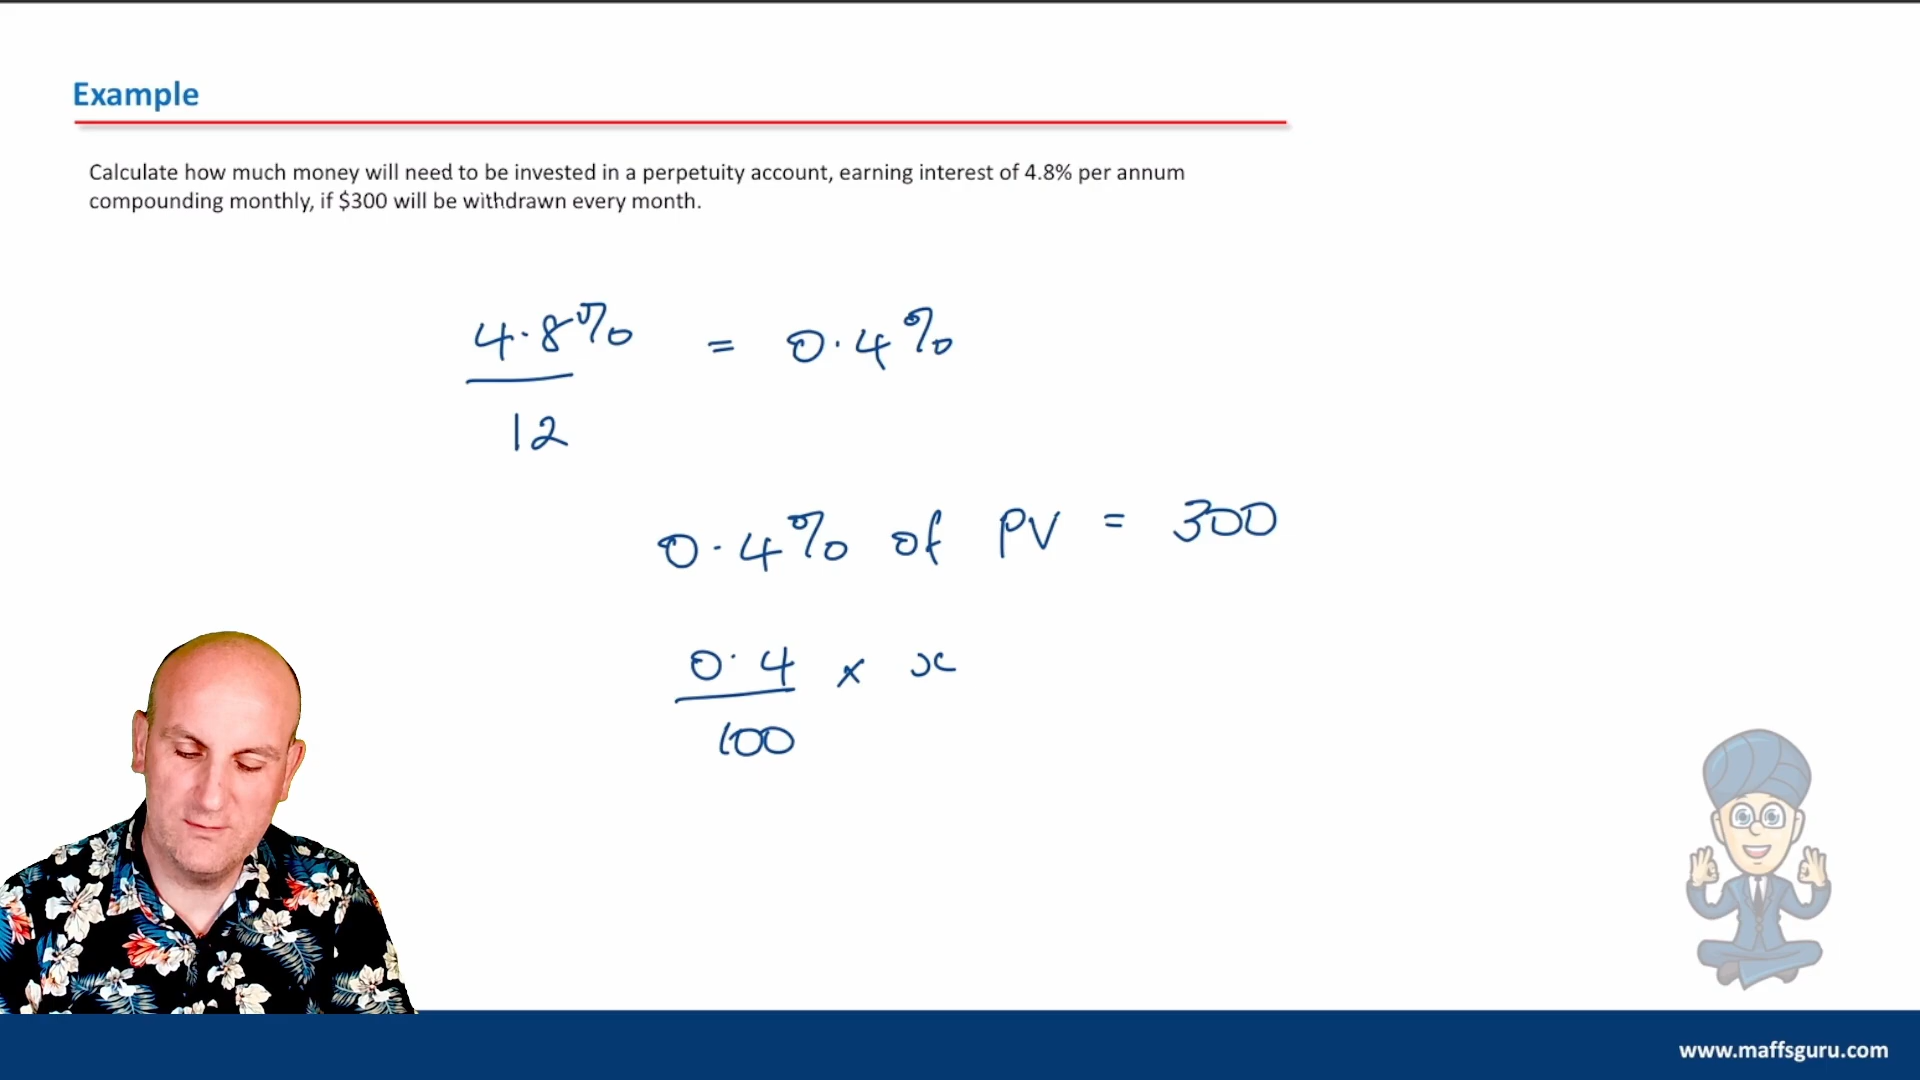 Example
Calculate how much money will need to be invested in a perpetuity account, earning interest of 4.8% per annum
compounding monthly, if $300 will be withdrawn every month.
4.8% = 0.4%
12
0.4% of PV = 300
0.4 × x
100
www.maffsguru.com